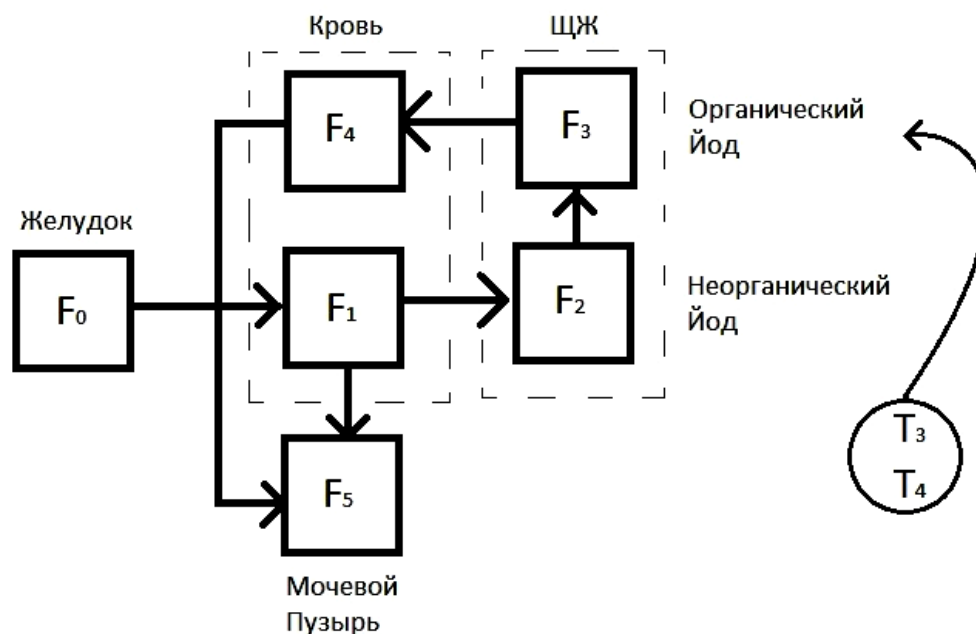 Кровь
ЩЖ
F4
F3
Органический
Йод
Желудок
F0
F1
F2
Неорганический
Йод
T3
T4
F5
Мочевой
Пузырь